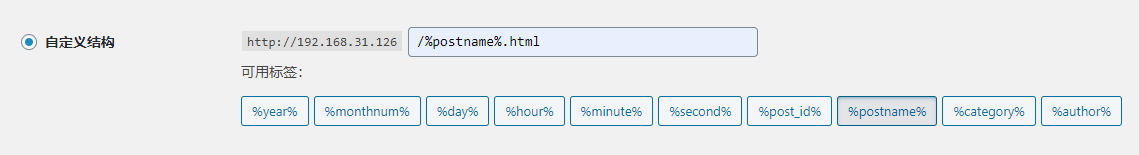 自定义结构 http://192.168.31.126 /%postname%.html
可用标签：
%year% %monthnum% %day% %hour% %minute% %second% %post_id% %postname% %category% %author%